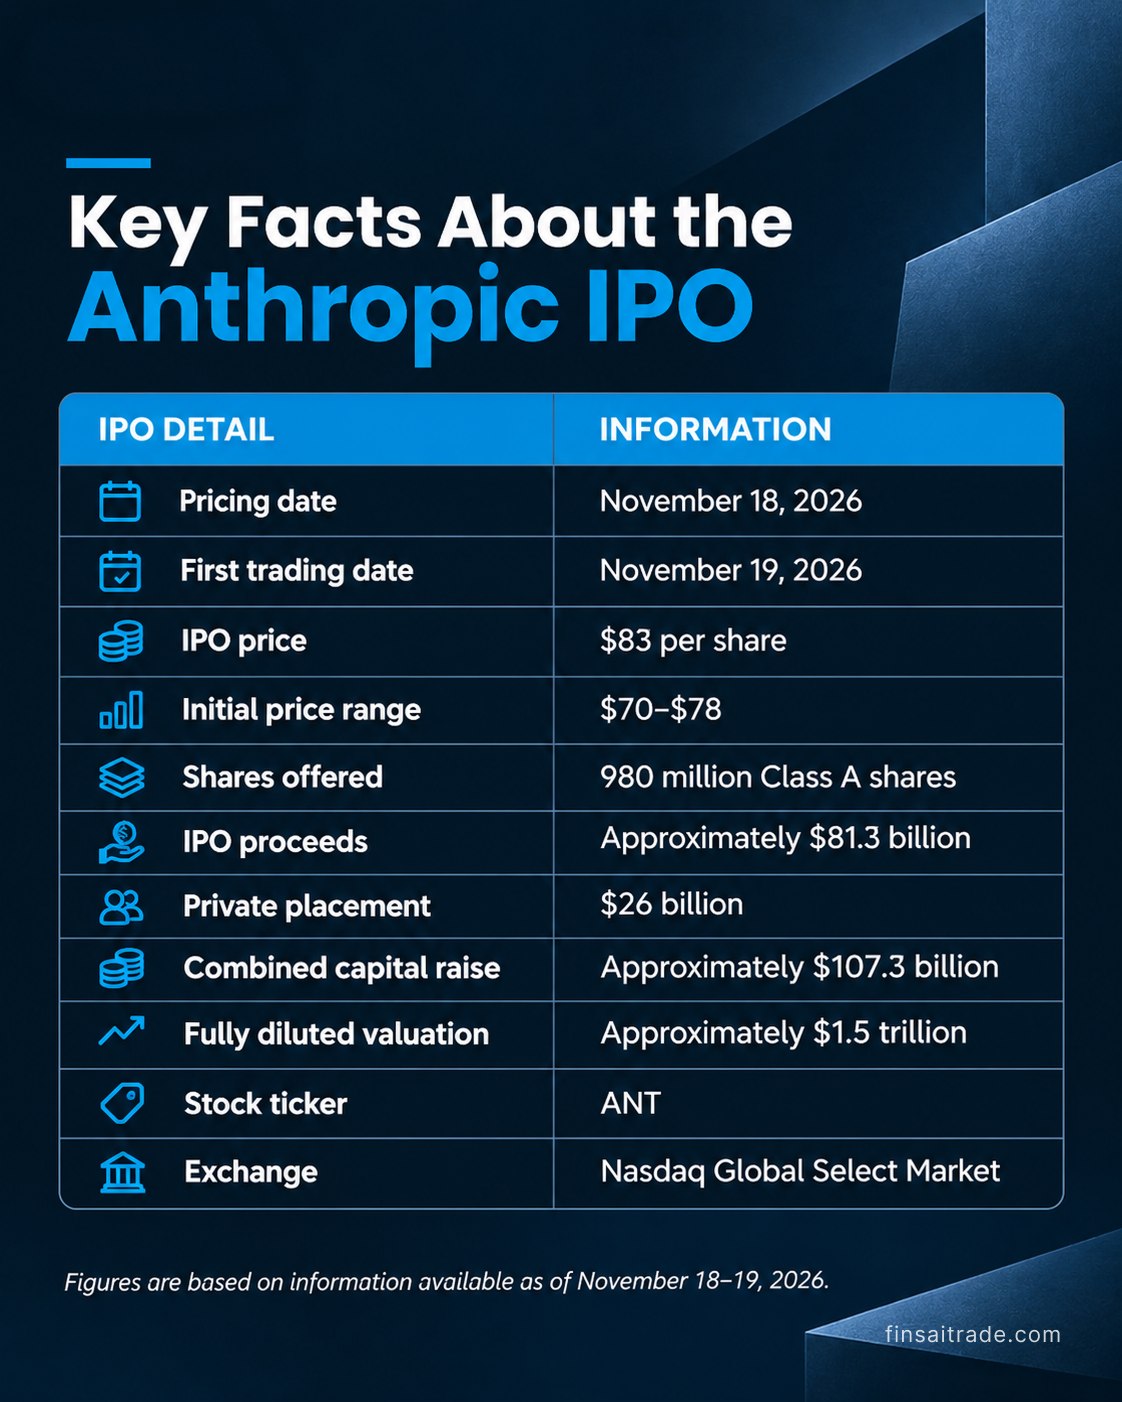 Key Facts About the
Anthropic IPO
IPO DETAIL INFORMATION
Pricing date November 18, 2026
First trading date November 19, 2026
IPO price $83 per share
Initial price range $70–$78
Shares offered 980 million Class A shares
IPO proceeds Approximately $81.3 billion
Private placement $26 billion
Combined capital raise Approximately $107.3 billion
Fully diluted valuation Approximately $1.5 trillion
Stock ticker ANT
Exchange Nasdaq Global Select Market
Figures are based on information available as of November 18–19, 2026.
finsaitrade.com